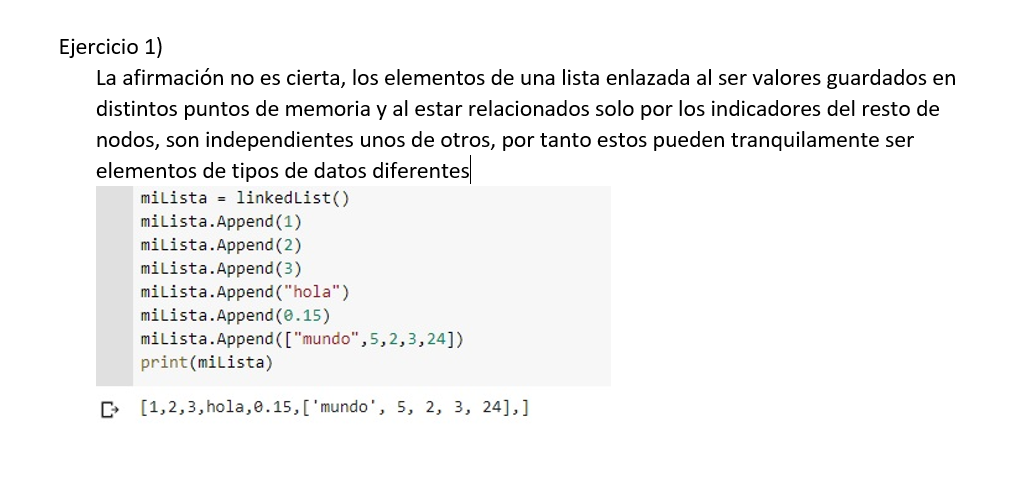 Ejercicio 1)
La afirmación no es cierta, los elementos de una lista enlazada al ser valores guardados en
distintos puntos de memoria y al estar relacionados solo por los indicadores del resto de
nodos, son independientes unos de otros, por tanto estos pueden tranquilamente ser
elementos de tipos de datos diferentes
miLista = linkedList()
miLista.Append(1)
miLista.Append(2)
miLista.Append(3)
miLista.Append("hola")
miLista.Append(0.15)
miLista.Append(["mundo",5,2,3,24])
print(miLista)
[1,2,3,hola,0.15,['mundo', 5, 2, 3, 24],]